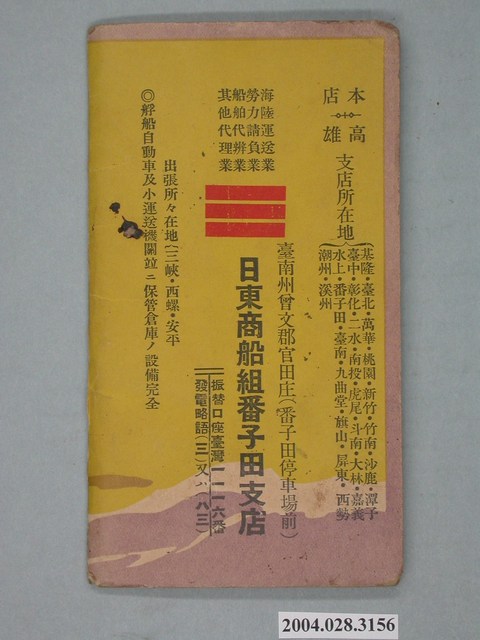 本店 高雄
支店所在地
基隆・臺北・萬華・桃園・新竹・竹南・沙鹿・潭子
臺中・彰化・二水・南投・虎尾・斗南・大林・嘉義
水上・番子田・臺南・九曲堂・旗山・屏東・西勢
潮州・溪州
海陸運送業
勞力請負業
船舶代辨業
其他代理業
臺南州曾文郡官田庄(番子田停車場前)
日東商船組番子田支店
振替口座臺灣一一一六番
發電略語(三)又ハ(八三)
出張所々在地(三峽・西螺・安平
◎艀船自動車及小運送機關竝ニ保管倉庫ノ設備完全
2004.028.3156